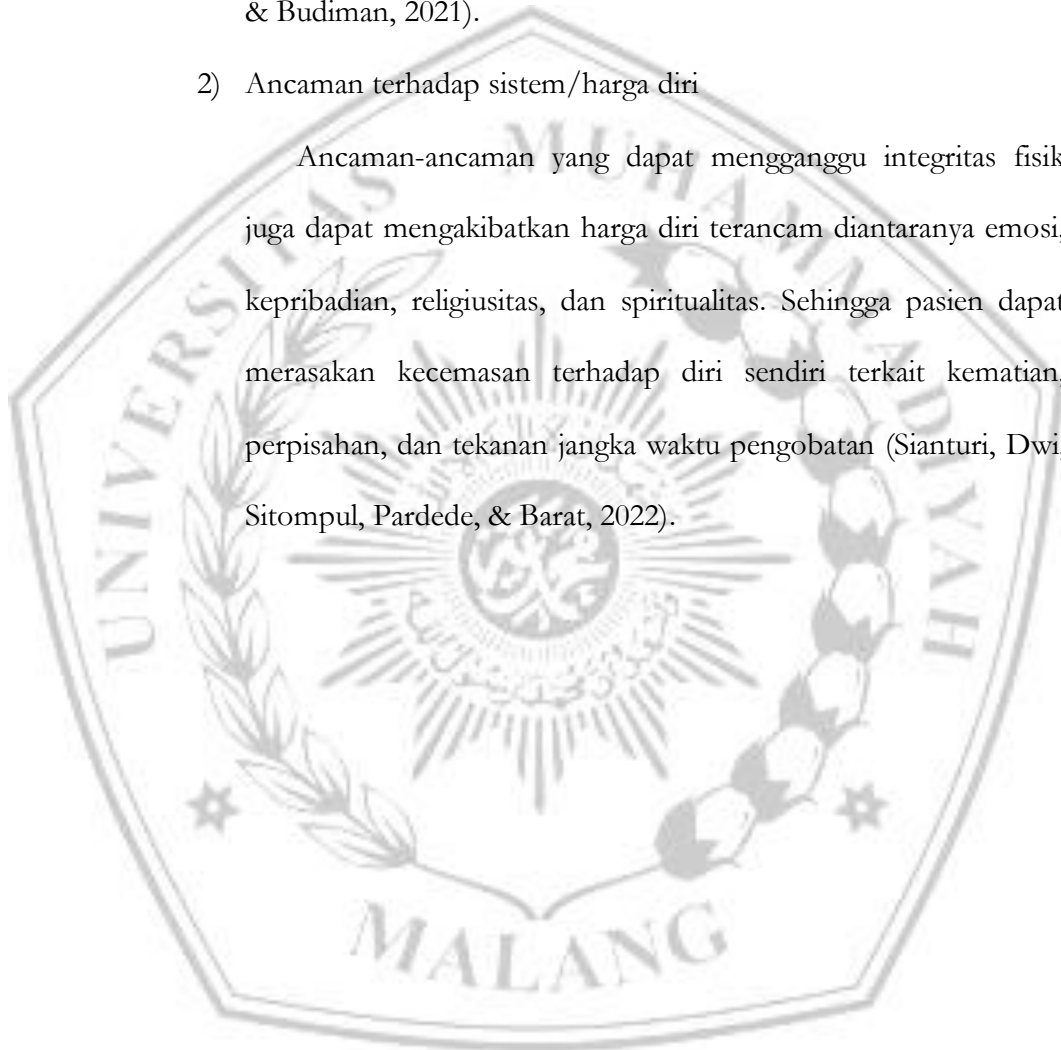 & Budiman, 2021).
2) Ancaman terhadap sistem/harga diri
Ancaman-ancaman yang dapat mengganggu integritas fisik
juga dapat mengakibatkan harga diri terancam diantaranya emosi,
kepribadian, religiusitas, dan spiritualitas. Sehingga pasien dapat
merasakan kecemasan terhadap diri sendiri terkait kematian,
perpisahan, dan tekanan jangka waktu pengobatan (Sianturi, Dwi,
Sitompul, Pardede, & Barat, 2022).
UNIVERSITAS MUHAMMADIYAH
MALANG